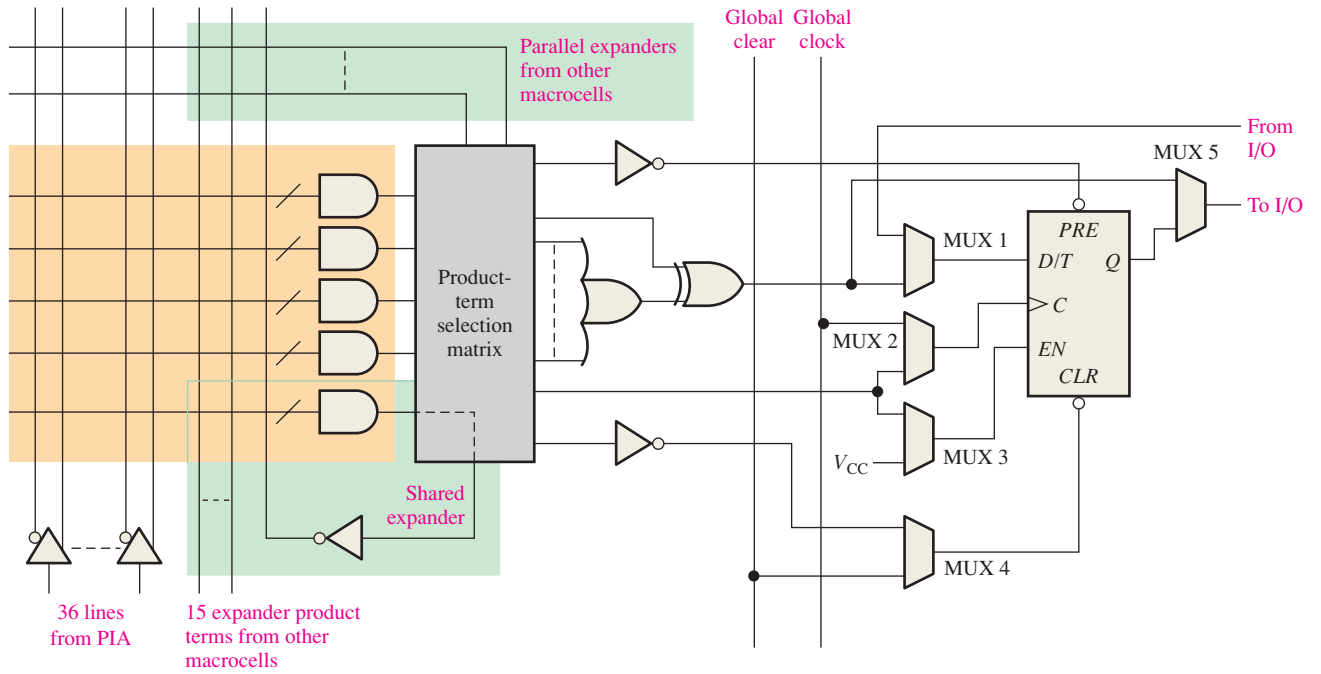 Global
clear
Global
clock
Parallel expanders
from other
macrocells
From
I/O
MUX 5
To I/O
PRE
MUX 1
D/T
Q
Product-
term
selection
matrix
C
MUX 2
EN
CLR
MUX 3
VCC
Shared
expander
MUX 4
36 lines
from PIA
15 expander product
terms from other
macrocells